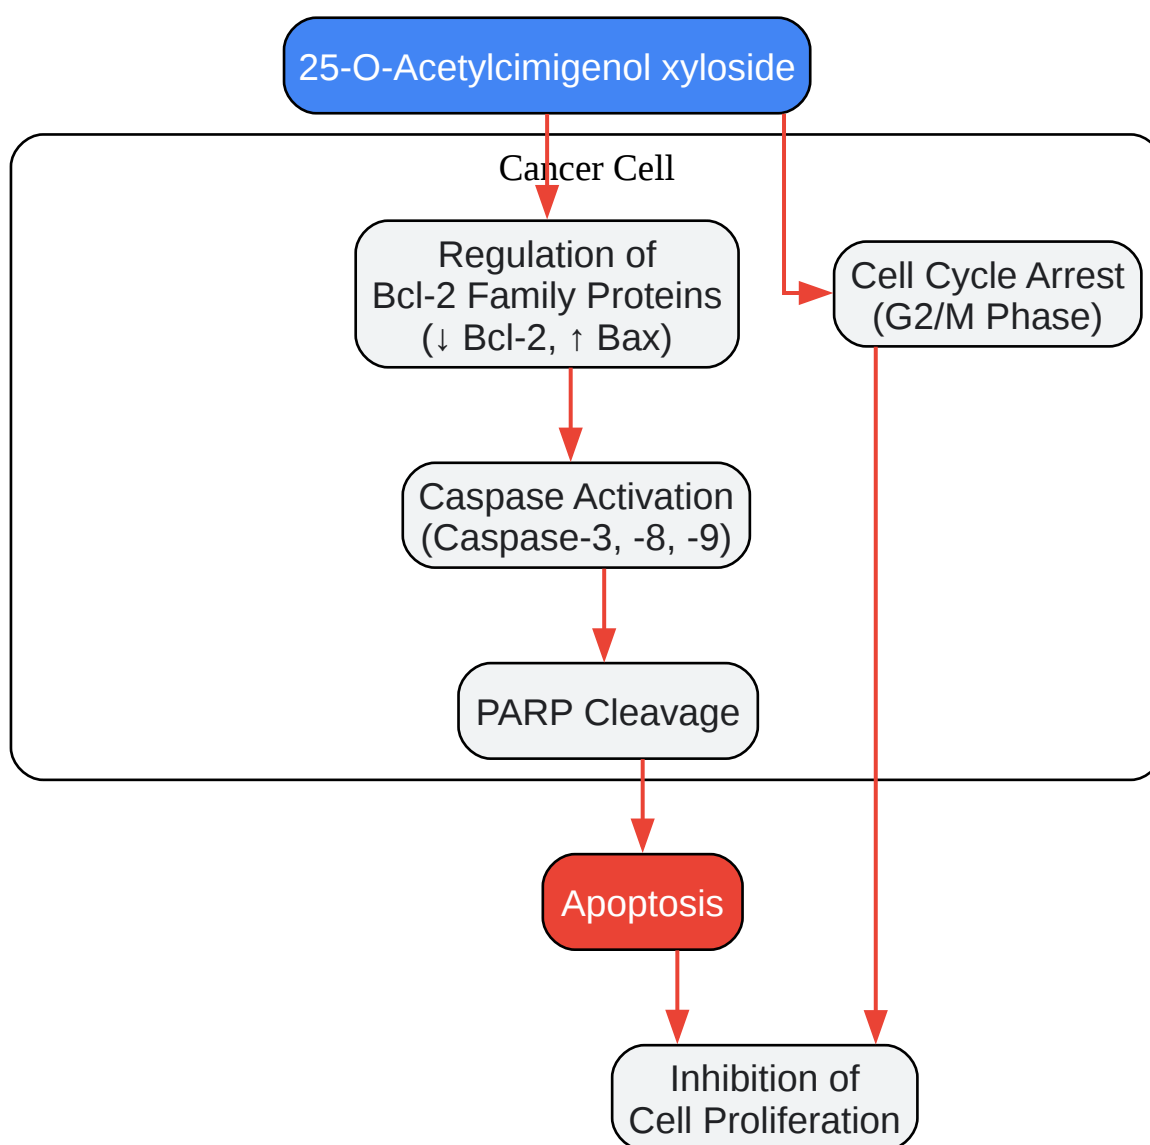 25-O-Acetylcimigenol xyloside
Cancer Cell
Regulation of
Bcl-2 Family Proteins
(↓ Bcl-2, ↑ Bax)
Cell Cycle Arrest
(G2/M Phase)
Caspase Activation
(Caspase-3, -8, -9)
PARP Cleavage
Apoptosis
Inhibition of
Cell Proliferation